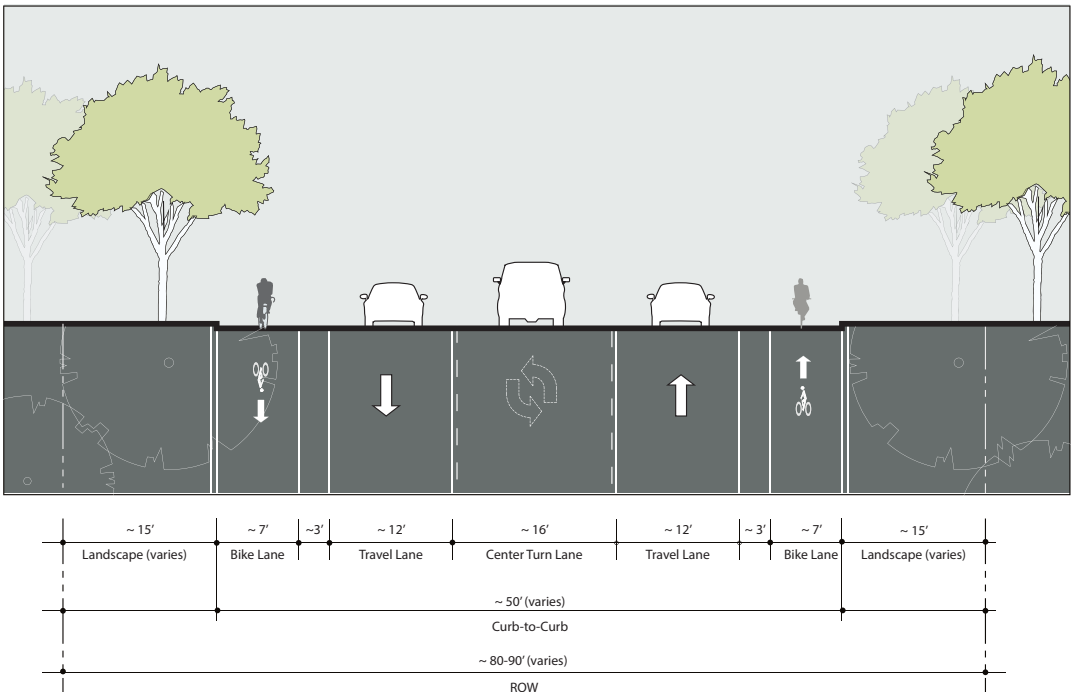 ~ 15’ ~ 7’ ~3’ ~ 12’ ~ 16’ ~ 12’ ~ 3’ ~ 7’ ~ 15’
Landscape (varies) Bike Lane Travel Lane Center Turn Lane Travel Lane Bike Lane Landscape (varies)
~ 50’ (varies)
Curb-to-Curb
~ 80-90’ (varies)
ROW